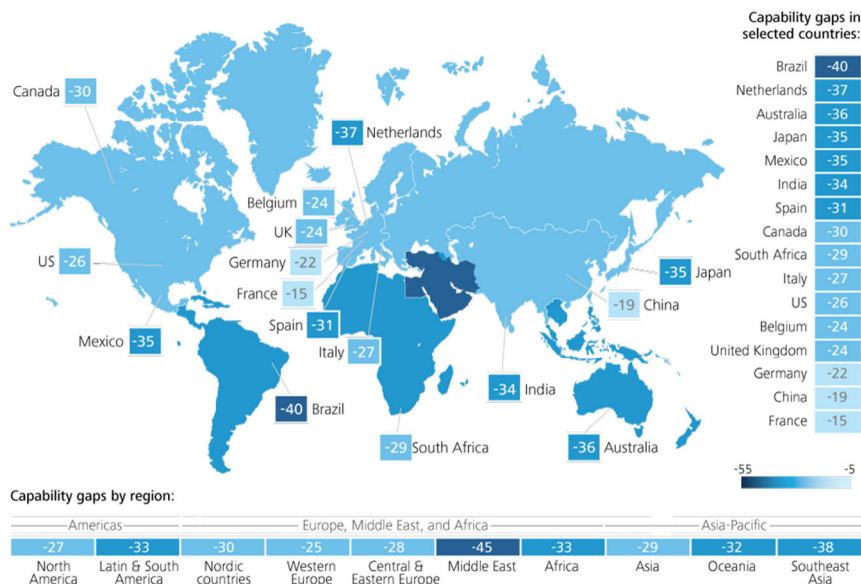 Capability gaps in
selected countries:
Brazil -40
Netherlands -37
Australia -36
Japan -35
Mexico -35
India -34
Spain -31
Canada -30
South Africa -29
Italy -27
US -26
Belgium -24
United Kingdom -24
Germany -22
China -19
France -15
-55 -5
Canada -30
-37 Netherlands
Belgium -24
UK -24
US -26
Germany -22
-35 Japan
France -15
-19 China
Spain -31
Mexico -35
Italy -27
-34 India
-40 Brazil
-29 South Africa
-36 Australia
Capability gaps by region:
Americas Europe, Middle East, and Africa Asia-Pacific
-27 -33 -30 -25 -28 -45 -33 -29 -32 -38
North Latin & South Nordic Western Central & Middle East Africa Asia Oceania Southeast
America America countries Europe Eastern Europe Asia